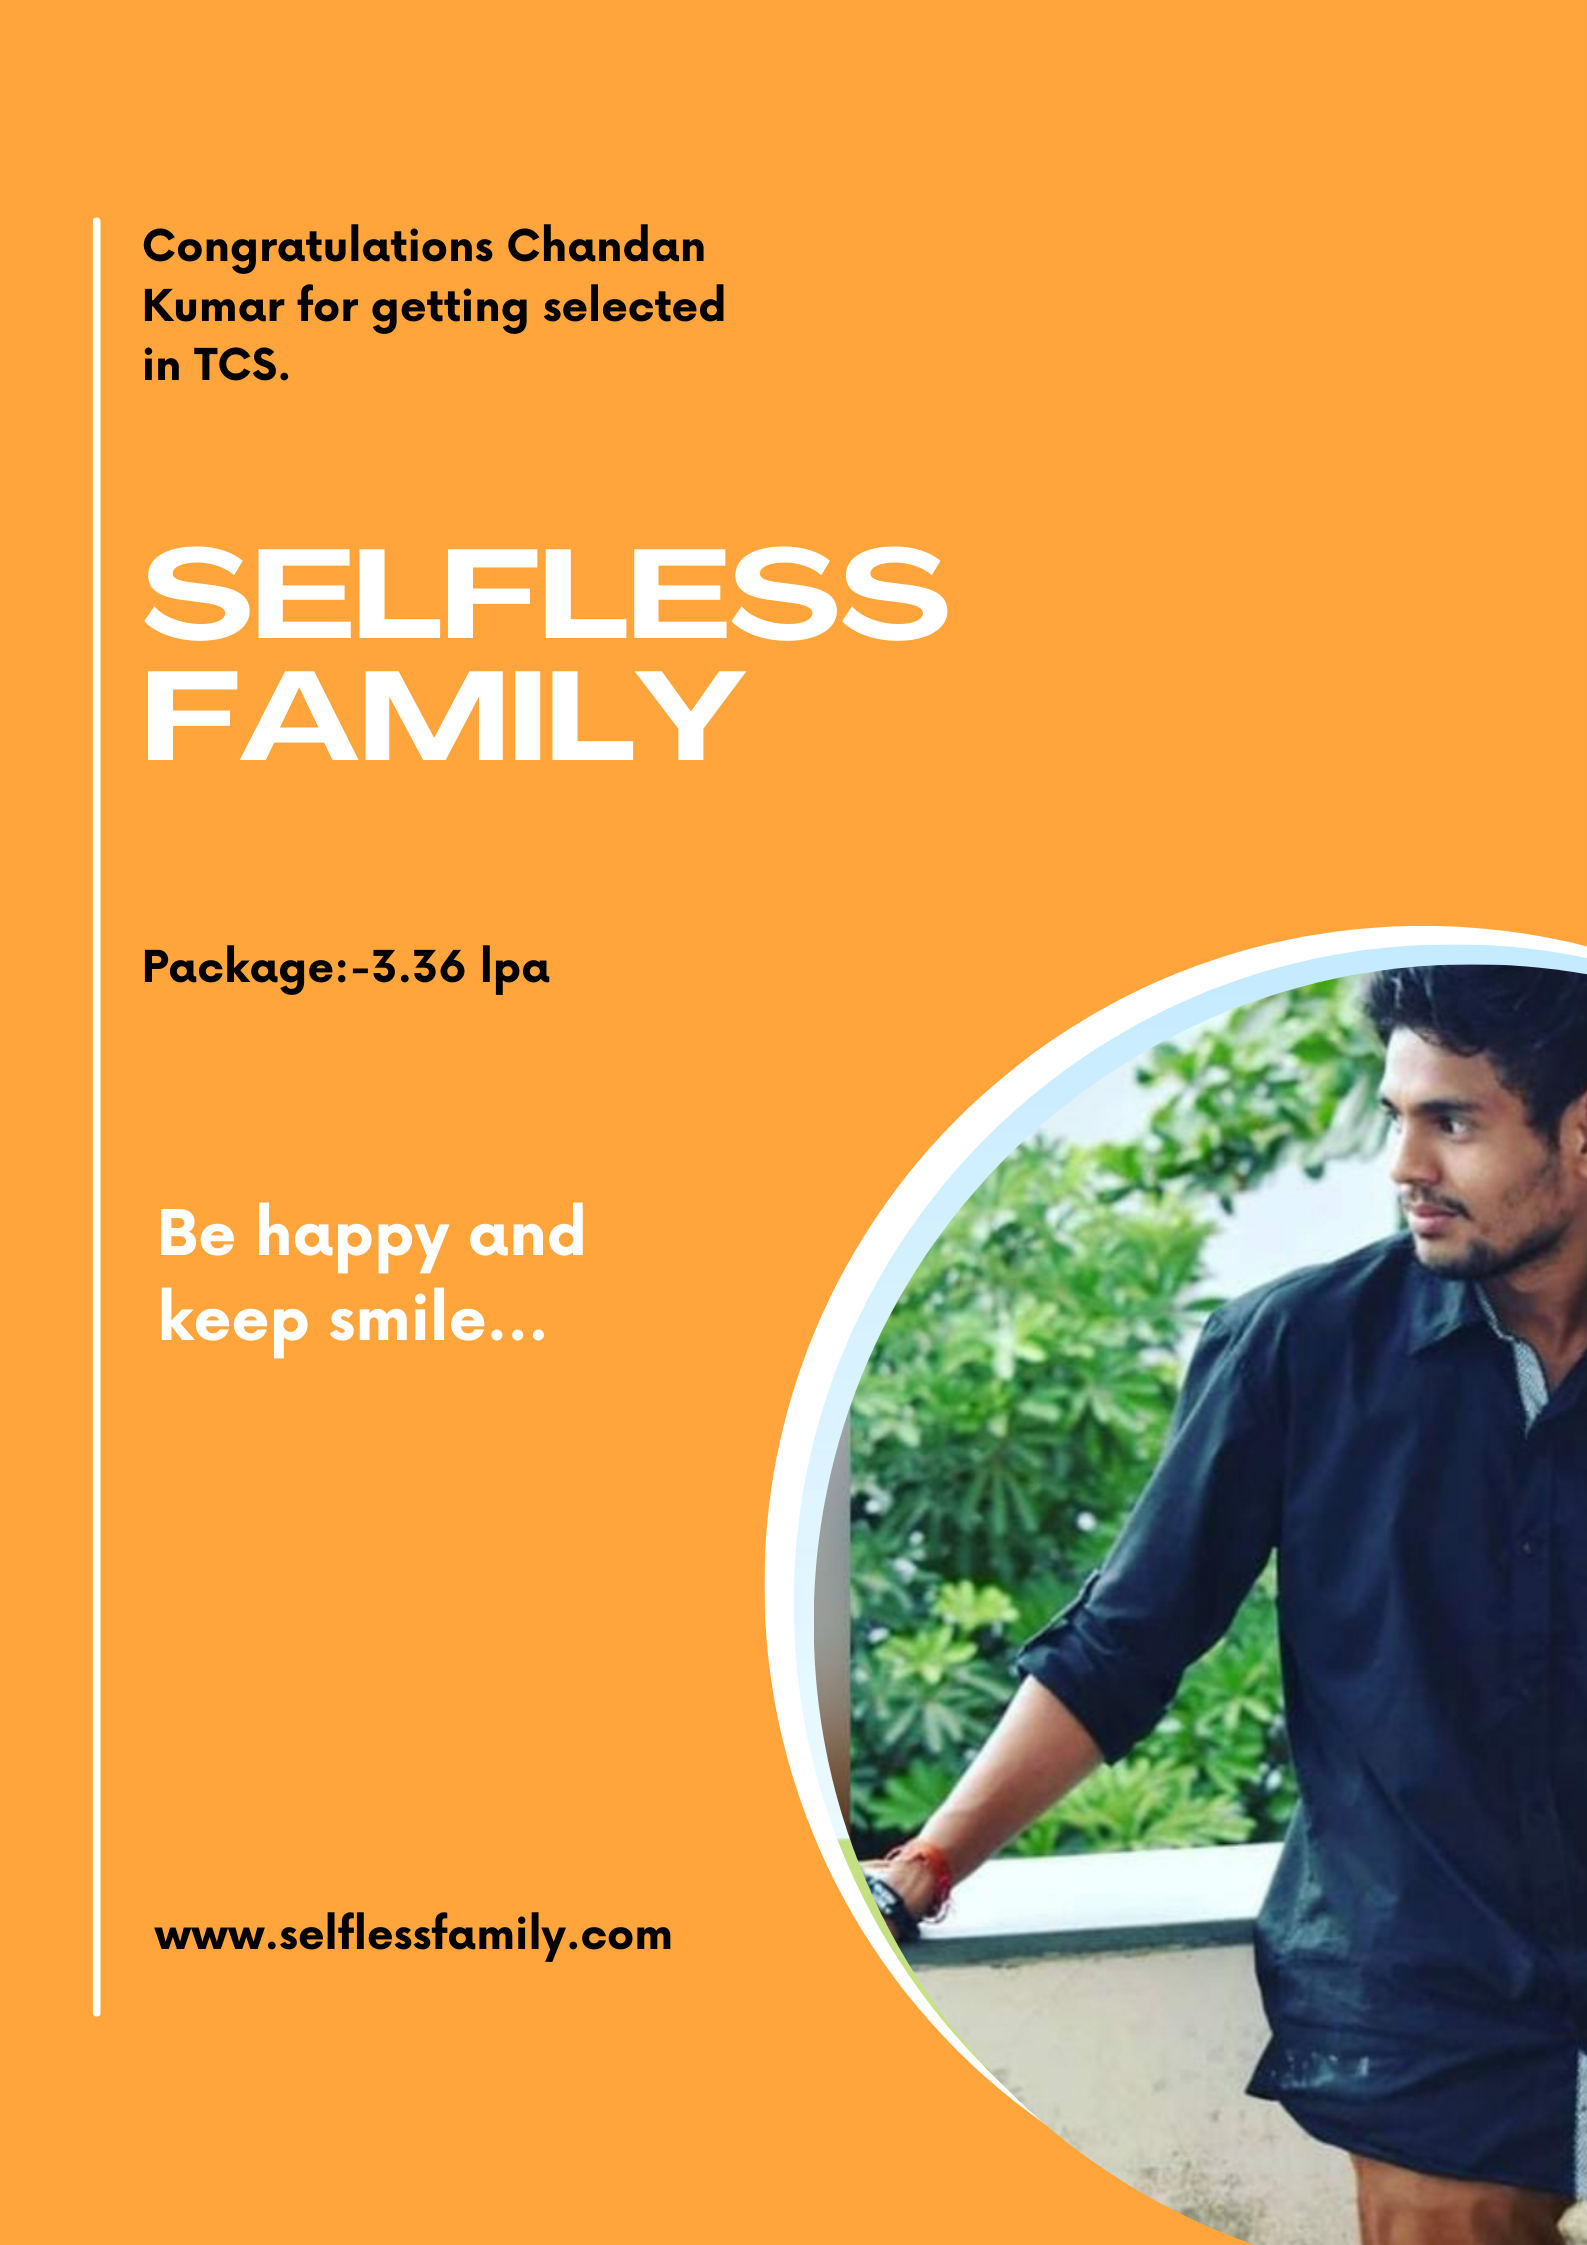 Congratulations Chandan
Kumar for getting selected
in TCS.
SELFLESS
FAMILY
Package:-3.36 lpa
Be happy and
keep smile...
www.selflessfamily.com